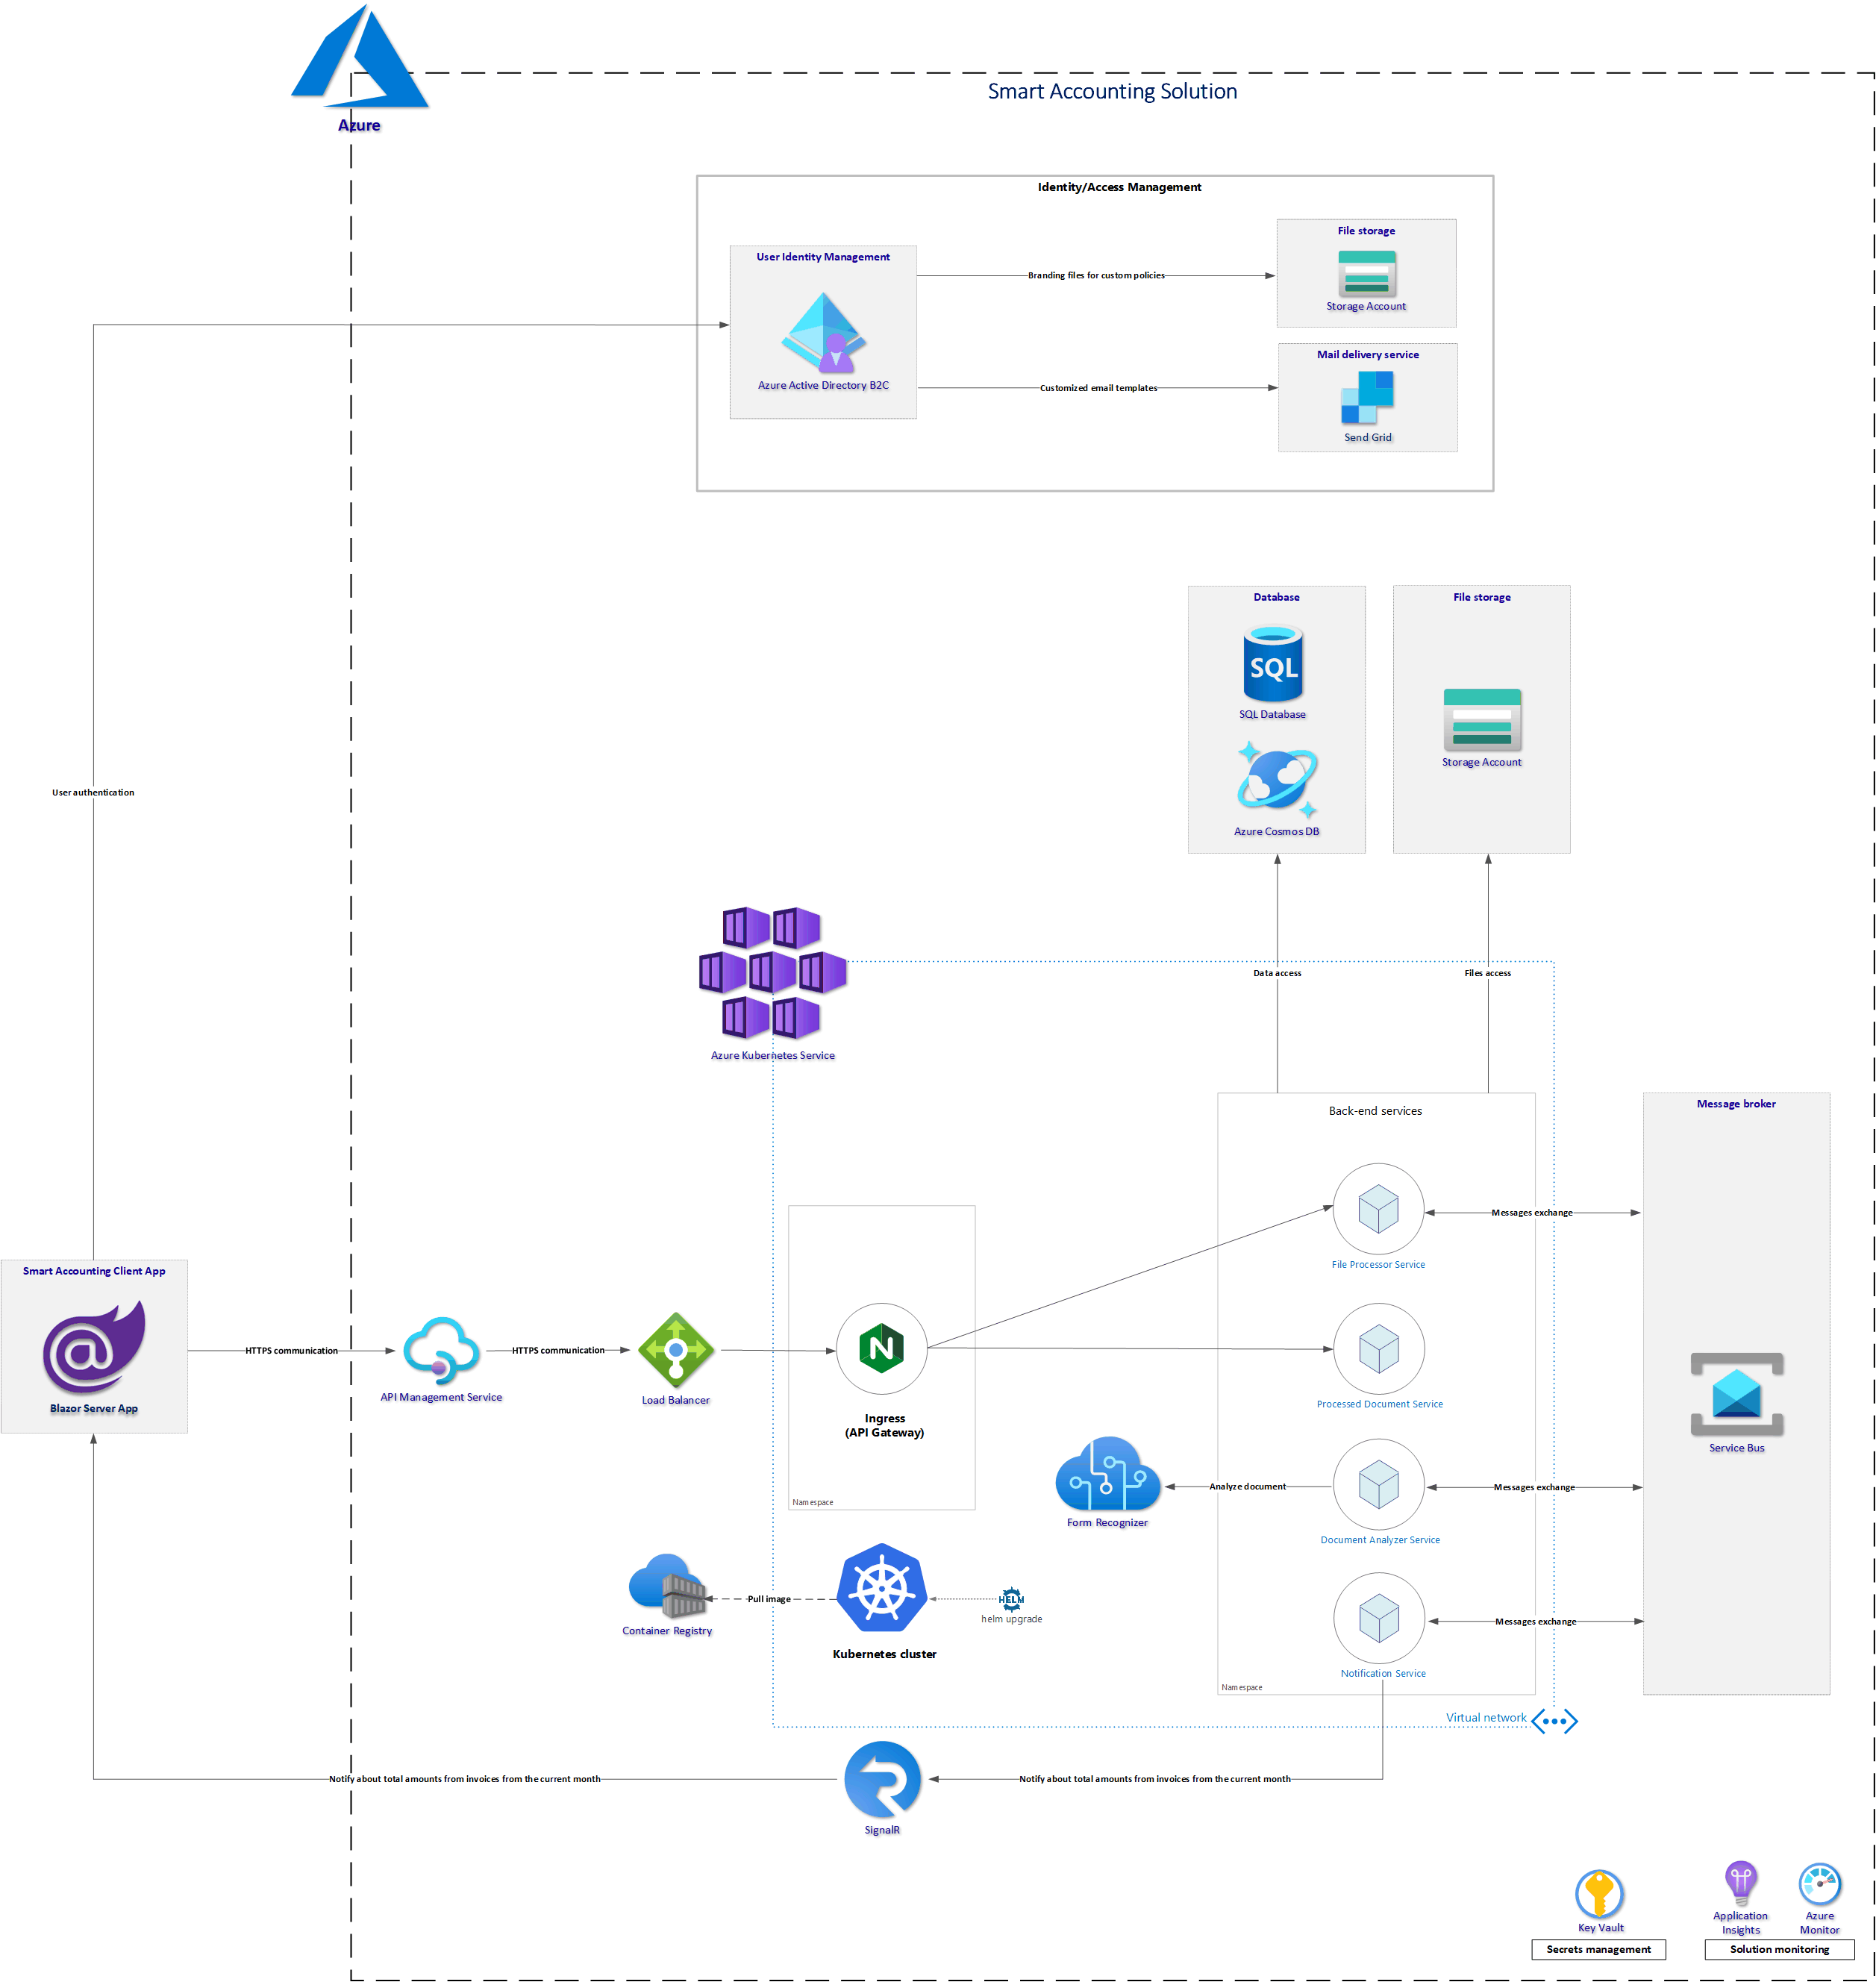 Azure
Smart Accounting Solution
Identity/Access Management
User Identity Management
Azure Active Directory B2C
Branding files for custom policies
File storage
Storage Account
Customized email templates
Mail delivery service
Send Grid
User authentication
Database
SQL
SQL Database
Azure Cosmos DB
File storage
Storage Account
Azure Kubernetes Service
Data access
Files access
Back-end services
Message broker
File Processor Service
Messages exchange
Smart Accounting Client App
@
Blazor Server App
HTTPS communication
API Management Service
HTTPS communication
Load Balancer
N
Ingress
(API Gateway)
Namespace
Processed Document Service
Service Bus
Form Recognizer
Analyze document
Document Analyzer Service
Messages exchange
Container Registry
Pull image
Kubernetes cluster
HELM
helm upgrade
Notification Service
Messages exchange
Namespace
Virtual network
Notify about total amounts from invoices from the current month
SignalR
Notify about total amounts from invoices from the current month
Key Vault
Secrets management
Application
Insights
Azure
Monitor
Solution monitoring